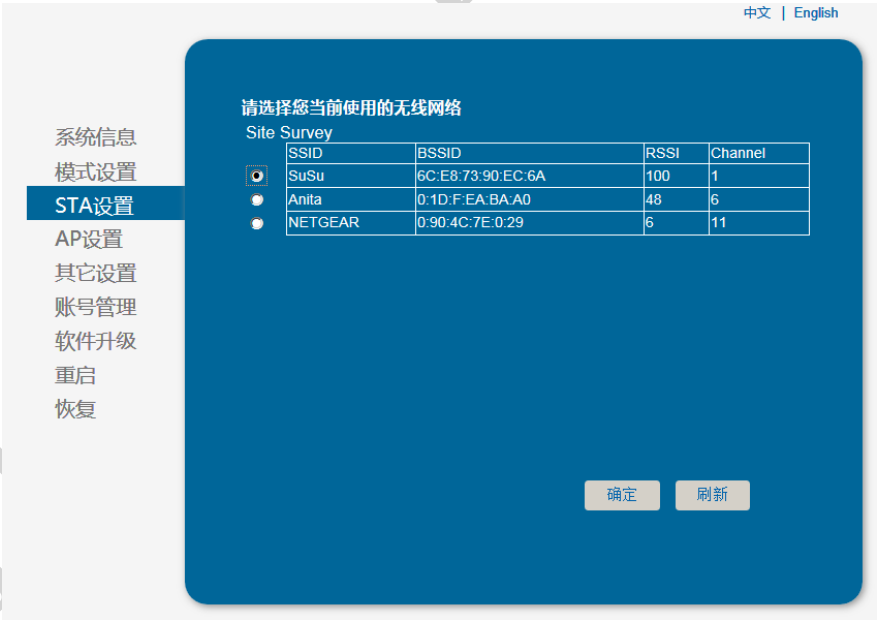 中文 | English
请选择您当前使用的无线网络
Site Survey
SSID BSSID RSSI Channel
SuSu 6C:E8:73:90:EC:6A 100 1
Anita 0:1D:F:EA:BA:A0 48 6
NETGEAR 0:90:4C:7E:0:29 6 11
系统信息
模式设置
STA设置
AP设置
其它设置
账号管理
软件升级
重启
恢复
确定 刷新